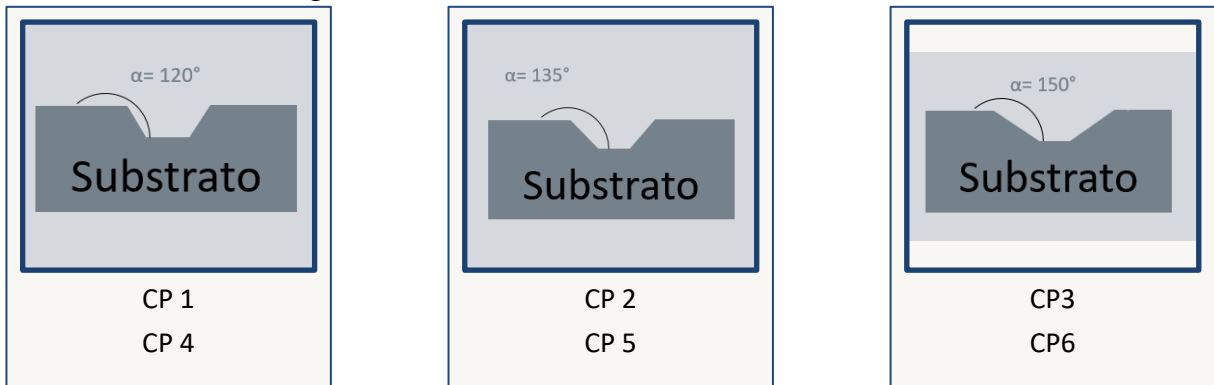 α= 120°
Substrato
CP 1
CP 4
α= 135°
Substrato
CP 2
CP 5
α= 150°
Substrato
CP3
CP6